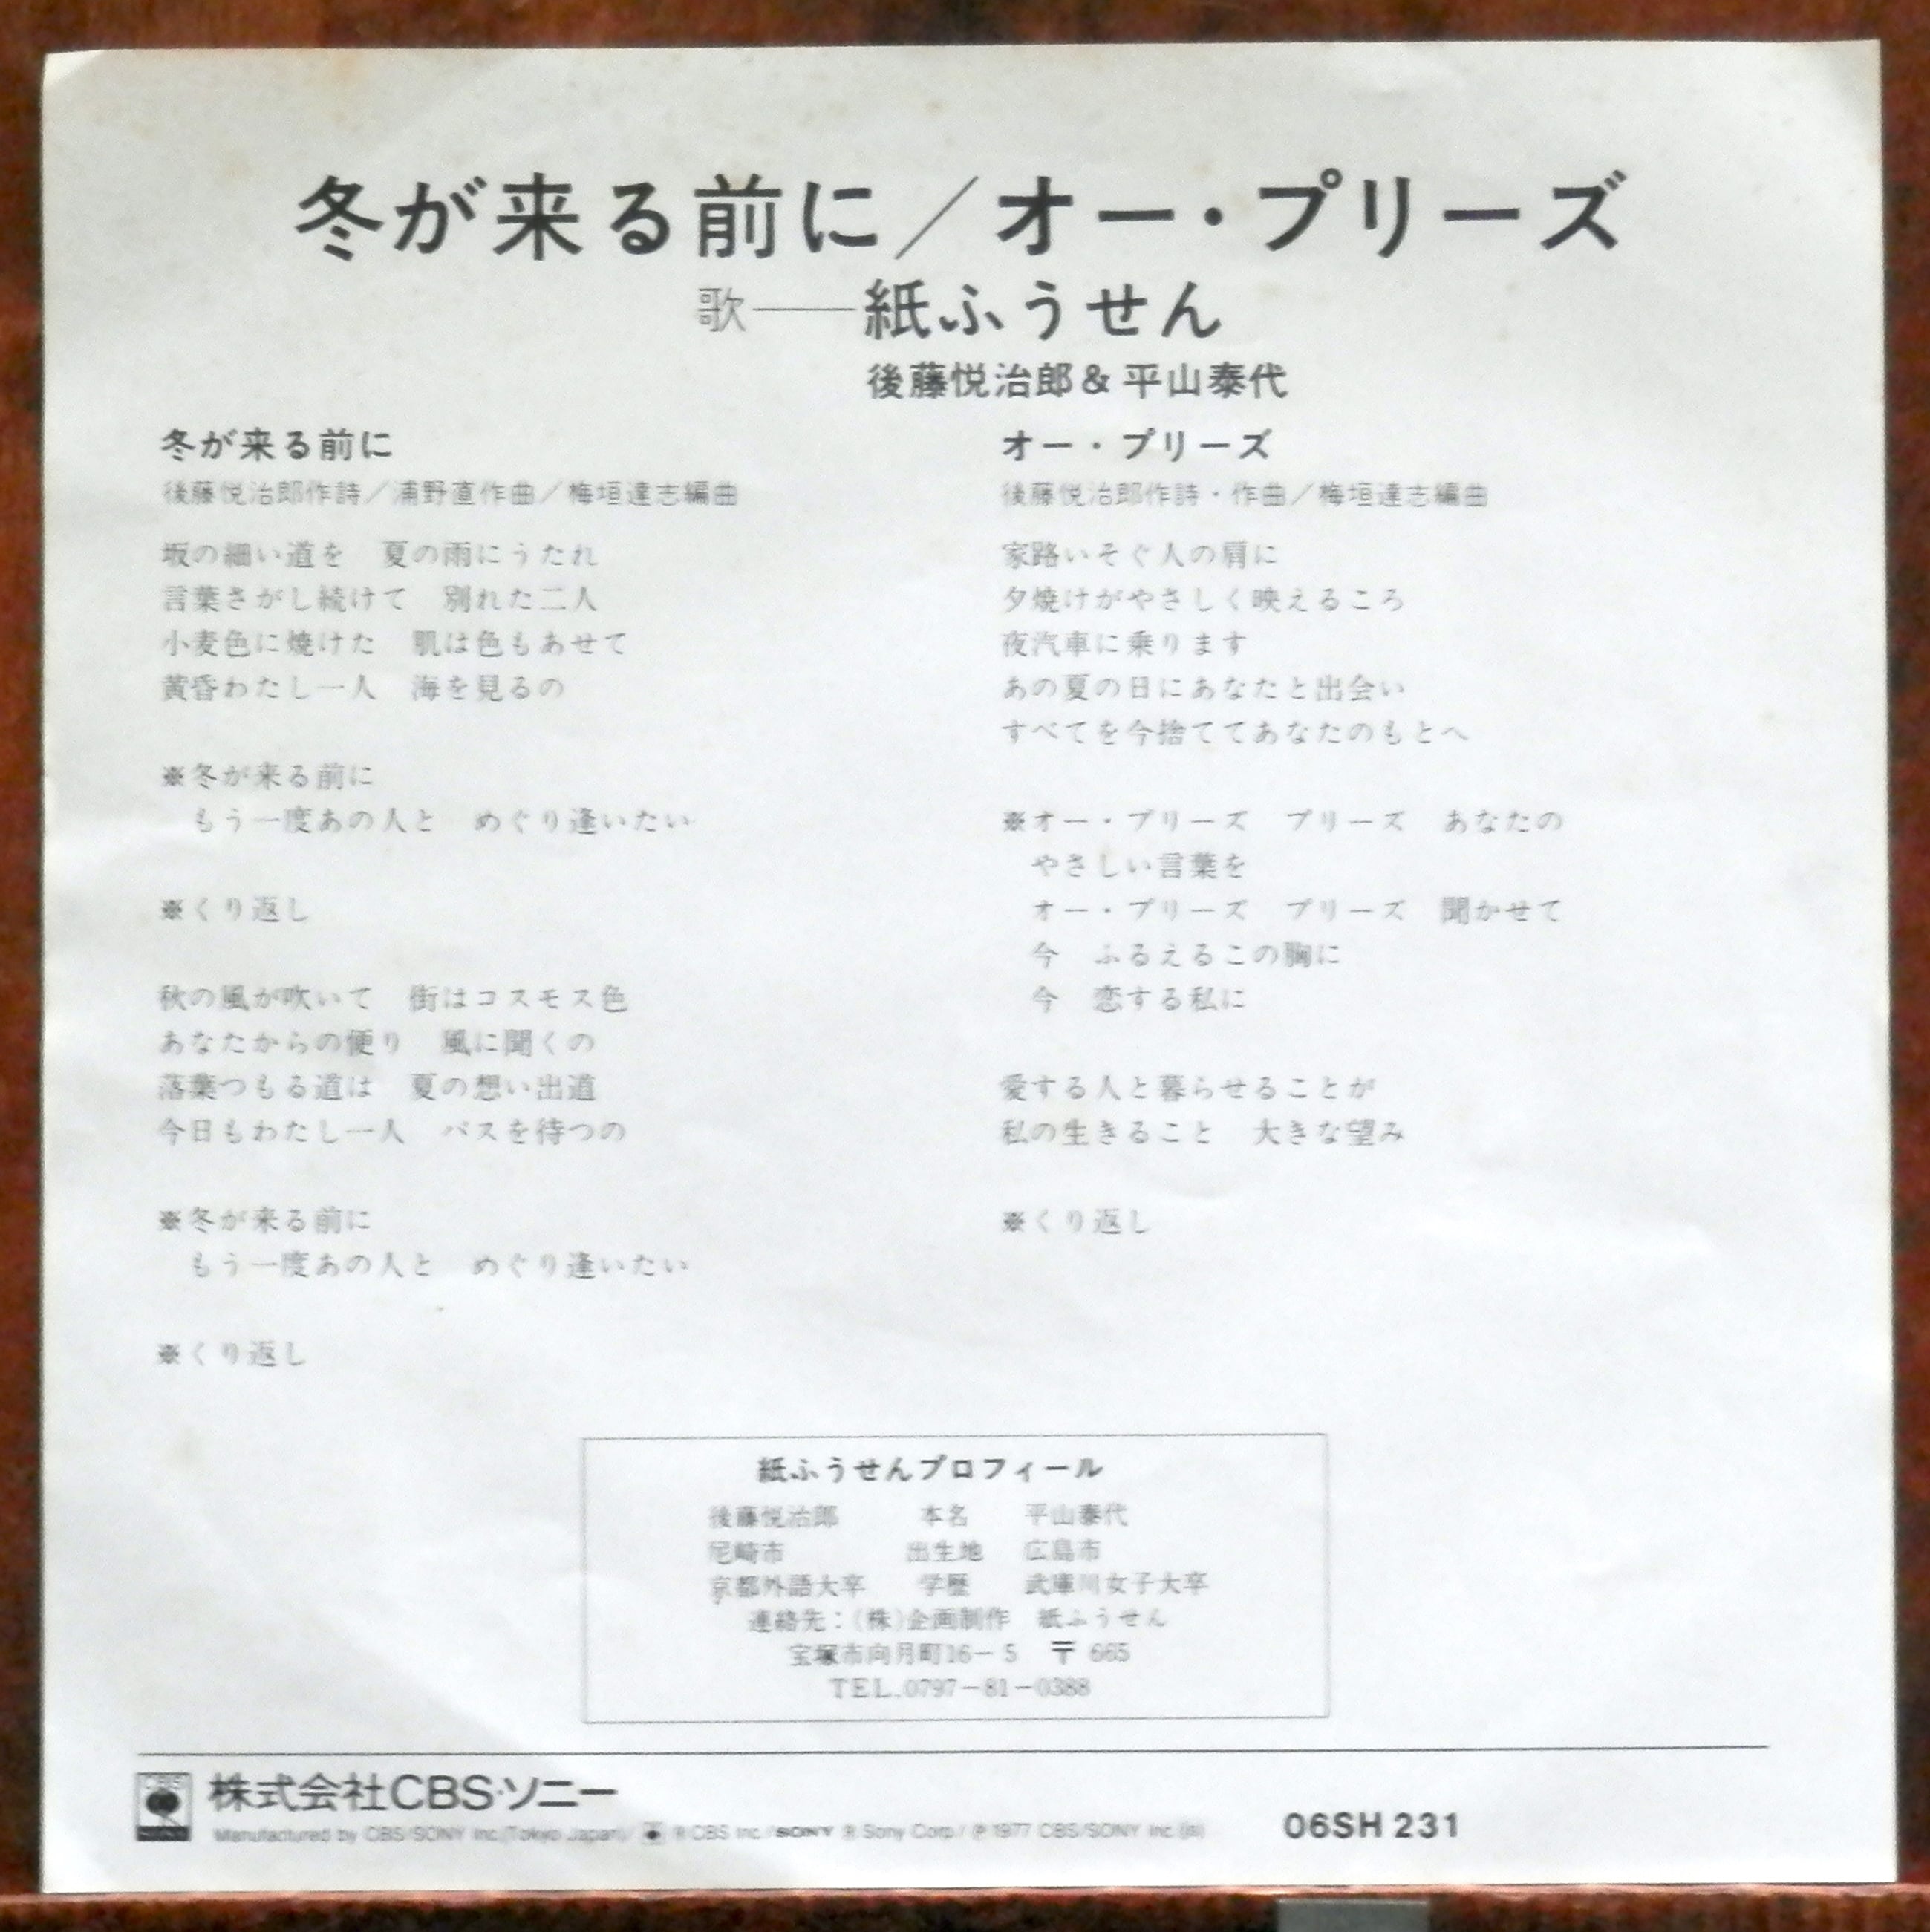 冬が来る前に／オー・プリーズ
歌――紙ふうせん
後藤悦治郎＆平山泰代
冬が来る前に
後藤悦治郎作詩／浦野直作曲／梅垣達志編曲
坂の細い道を　夏の雨にうたれ
言葉さがし続けて　別れた二人
小麦色に焼けた　肌は色もあせて
黄昏わたし一人　海を見るの
※冬が来る前に
もう一度あの人と　めぐり逢いたい
※くり返し
秋の風が吹いて　街はコスモス色
あなたからの便り　風に聞くの
落葉つもる道は　夏の想い出道
今日もわたし一人　バスを待つの
※冬が来る前に
もう一度あの人と　めぐり逢いたい
※くり返し
オー・プリーズ
後藤悦治郎作詩・作曲／梅垣達志編曲
家路いそぐ人の肩に
夕焼けがやさしく映えるころ
夜汽車に乗ります
あの夏の日にあなたと出会い
すべてを今捨ててあなたのもとへ
※オー・プリーズ　プリーズ　あなたの
やさしい言葉を
オー・プリーズ　プリーズ　聞かせて
今　ふるえるこの胸に
今　恋する私に
愛する人と暮らせることが
私の生きること　大きな望み
※くり返し
紙ふうせんプロフィール
後藤悦治郎　本名　平山泰代
尼崎市　出生地　広島市
京都外語大卒　学歴　武庫川女子大卒
連絡先：(株)企画制作　紙ふうせん
宝塚市向月町16－5　〒665
TEL.0797－81－0388
CBS
株式会社CBS・ソニー
Manufactured by CBS/SONY Inc.(Tokyo Japan)/ ® CBS Inc./SONY ® Sony Corp./ ℗ 1977 CBS/SONY Inc.
06SH 231